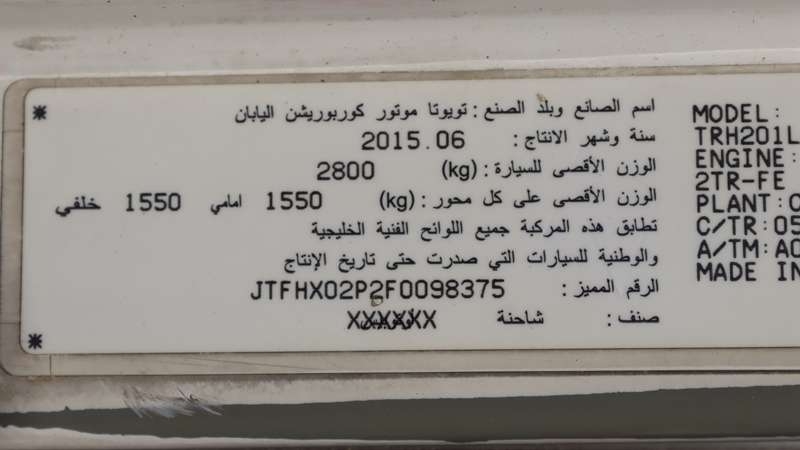 اسم الصانع وبلد الصنع : تويوتا موتور كوربوريشن اليابان
سنة وشهر الانتاج : 2015.06
الوزن الأقصى للسيارة : (kg) 2800
الوزن الأقصى على كل محور : (kg) 1550 امامي 1550 خلفي
تطابق هذه المركبة جميع اللوائح الفنية الخليجية
والوطنية للسيارات التي صدرت حتى تاريخ الإنتاج
الرقم المميز : JTFHX02P2F0098375
صنف : شاحنة XXXXXX
MODEL :
TRH201L
ENGINE :
2TR-FE
PLANT : C
C/TR : 05
A/TM : A0
MADE IN